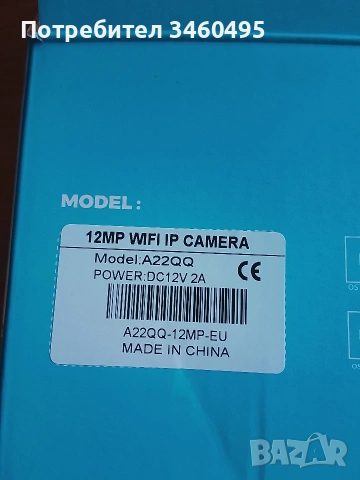 Потребител 3460495
MODEL:
12MP WIFI IP CAMERA
Model:A22QQ
POWER:DC12V 2A
CE
A22QQ-12MP-EU
MADE IN CHINA
BAZAR